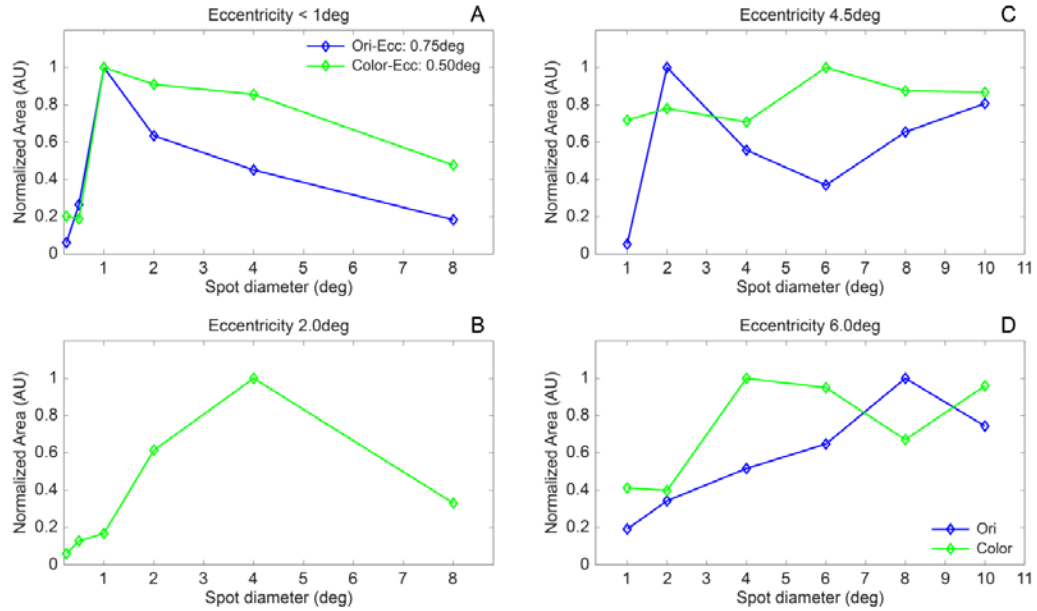 Eccentricity < 1deg
A
Normalized Area (AU)
1
0.8
0.6
0.4
0.2
0
Ori-Ecc: 0.75deg
Color-Ecc: 0.50deg
1 2 3 4 5 6 7 8
Spot diameter (deg)
Eccentricity 4.5deg
C
Normalized Area (AU)
1
0.8
0.6
0.4
0.2
0
1 2 3 4 5 6 7 8 9 10 11
Spot diameter (deg)
Eccentricity 2.0deg
B
Normalized Area (AU)
1
0.8
0.6
0.4
0.2
0
1 2 3 4 5 6 7 8
Spot diameter (deg)
Eccentricity 6.0deg
D
Normalized Area (AU)
1
0.8
0.6
0.4
0.2
0
Ori
Color
1 2 3 4 5 6 7 8 9 10 11
Spot diameter (deg)